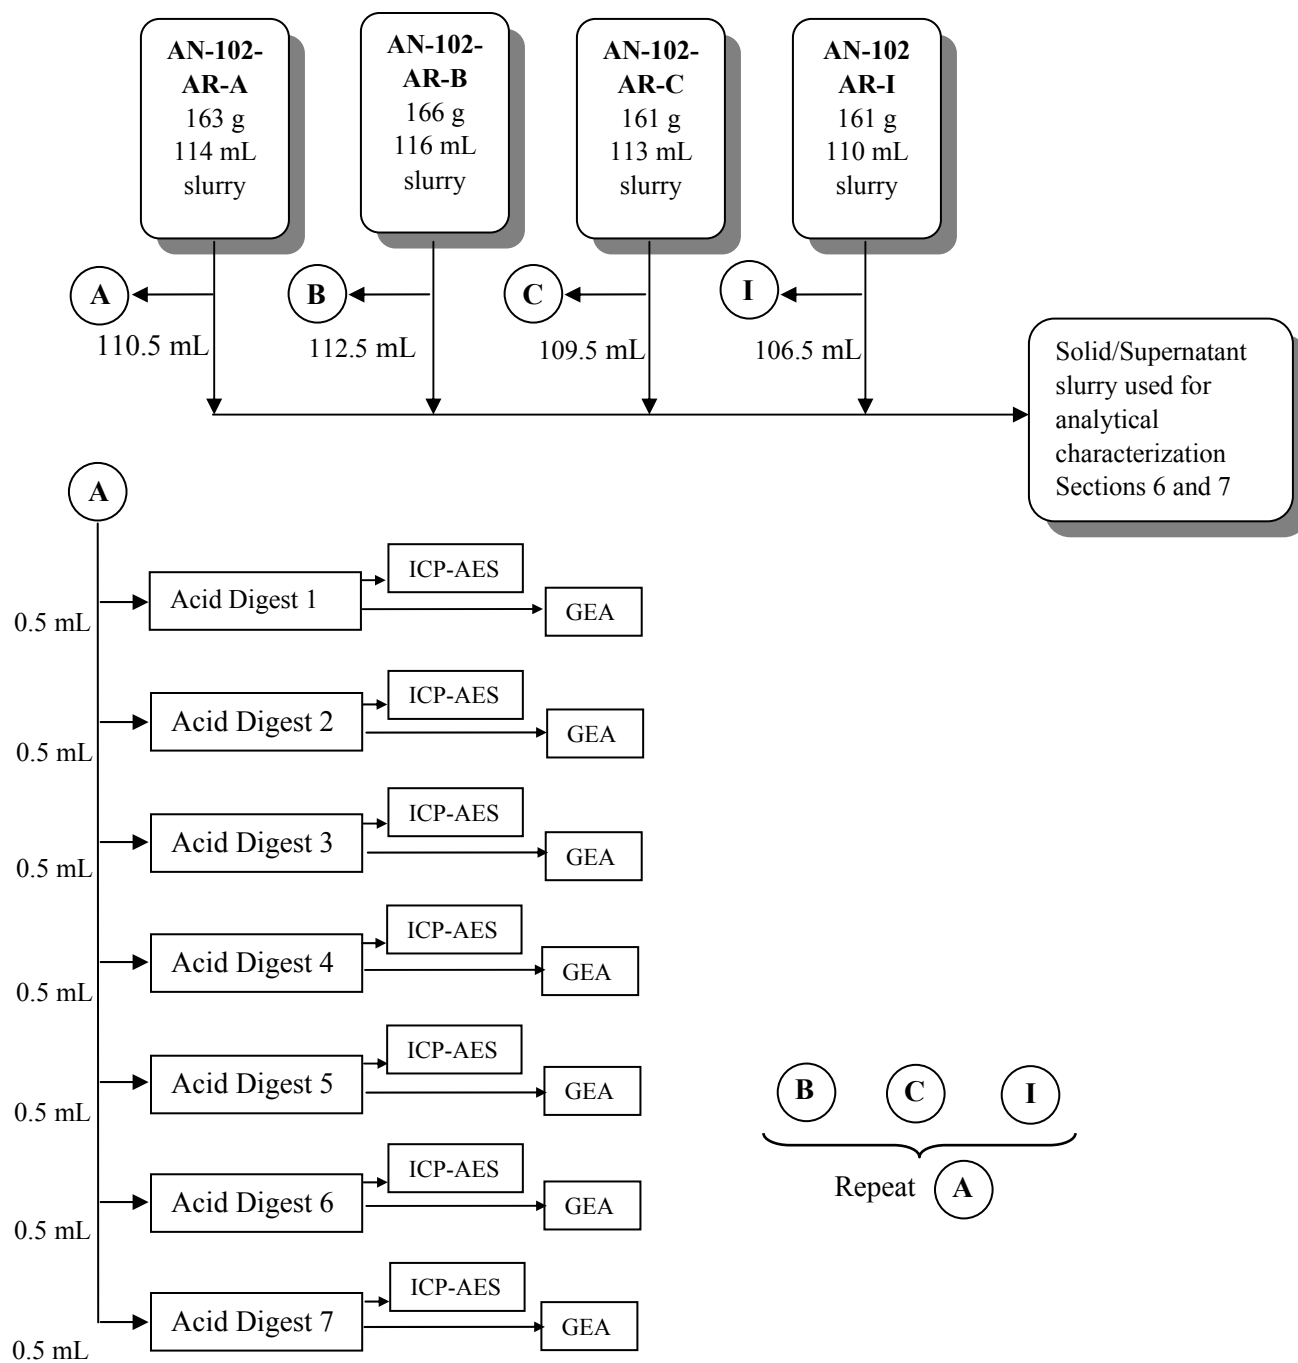 AN-102-
AR-A
163 g
114 mL
slurry
AN-102-
AR-B
166 g
116 mL
slurry
AN-102-
AR-C
161 g
113 mL
slurry
AN-102
AR-I
161 g
110 mL
slurry
A
B
C
I
110.5 mL
112.5 mL
109.5 mL
106.5 mL
Solid/Supernatant
slurry used for
analytical
characterization
Sections 6 and 7
A
0.5 mL
Acid Digest 1
ICP-AES
GEA
0.5 mL
Acid Digest 2
ICP-AES
GEA
0.5 mL
Acid Digest 3
ICP-AES
GEA
0.5 mL
Acid Digest 4
ICP-AES
GEA
0.5 mL
Acid Digest 5
ICP-AES
GEA
0.5 mL
Acid Digest 6
ICP-AES
GEA
0.5 mL
Acid Digest 7
ICP-AES
GEA
B
C
I
Repeat A